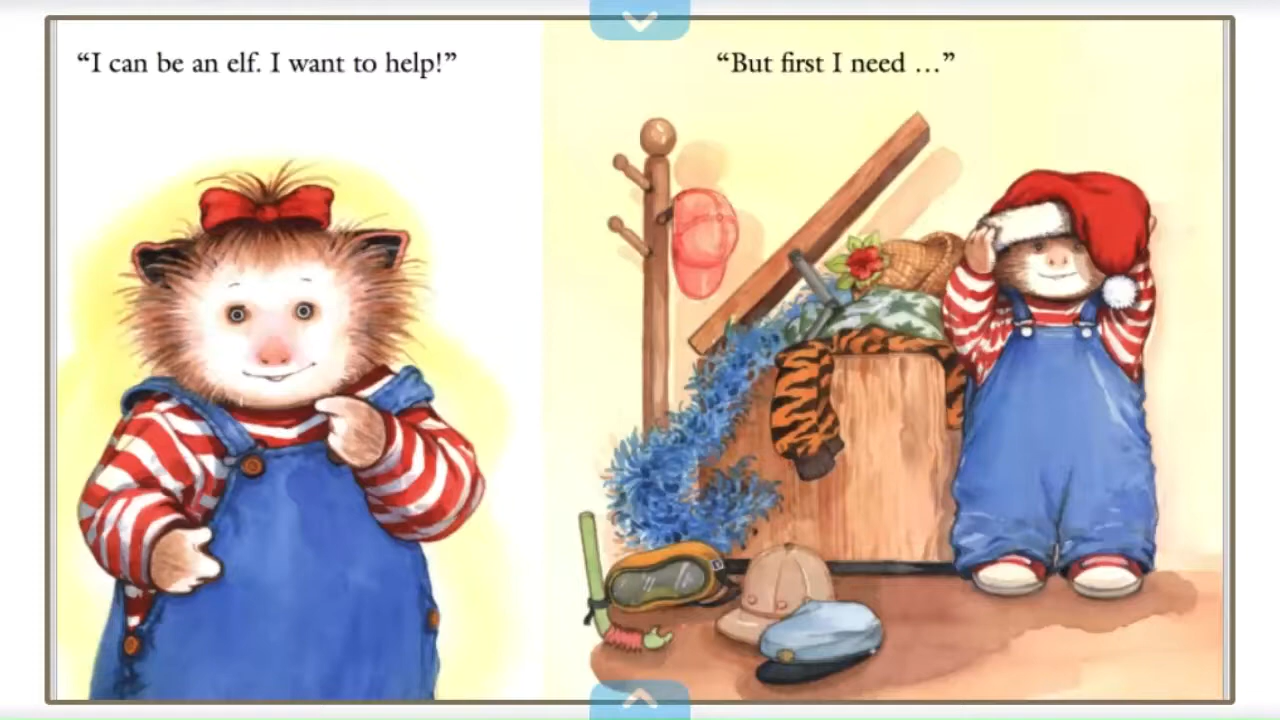 “I can be an elf. I want to help!”
“But first I need …”